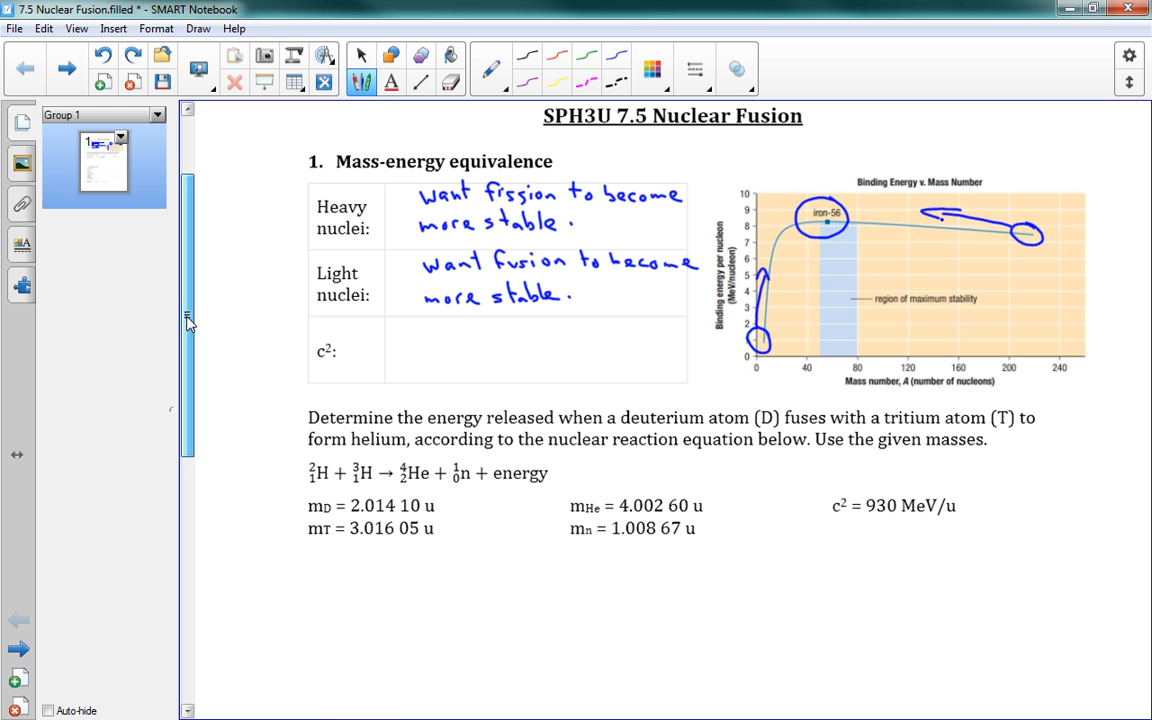 7.5 Nuclear Fusion.filled * - SMART Notebook
File Edit View Insert Format Draw Help
Group 1
1
SPH3U 7.5 Nuclear Fusion
1. Mass-energy equivalence
Heavy nuclei:
want fission to become
more stable.
Light nuclei:
want fusion to become
more stable.
c²:
Binding Energy v. Mass Number
Binding energy per nucleon
(MeV/nucleon)
10
9
8
7
6
5
4
3
2
0
iron-56
region of maximum stability
0 40 80 120 160 200 240
Mass number, A (number of nucleons)
Determine the energy released when a deuterium atom (D) fuses with a tritium atom (T) to
form helium, according to the nuclear reaction equation below. Use the given masses.
²₁H + ³₁H → ⁴₂He + ¹₀n + energy
mD = 2.014 10 u mHe = 4.002 60 u c² = 930 MeV/u
mT = 3.016 05 u mn = 1.008 67 u
Auto-hide